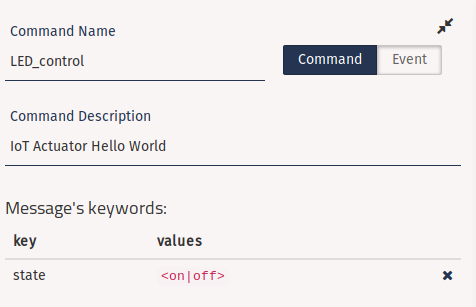 Command Name
LED_control
Command Event
Command Description
IoT Actuator Hello World
Message's keywords:
key values
state <on|off>